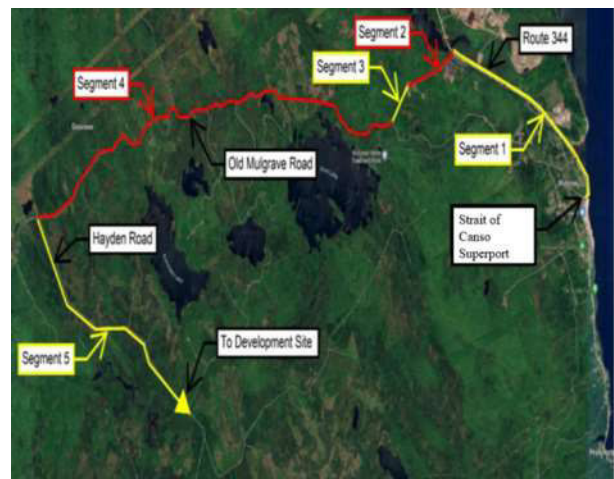 Segment 2
Route 344
Segment 3
Segment 4
Old Mulgrave Road
Segment 1
Strait of
Canso
Superport
Hayden Road
To Development Site
Segment 5